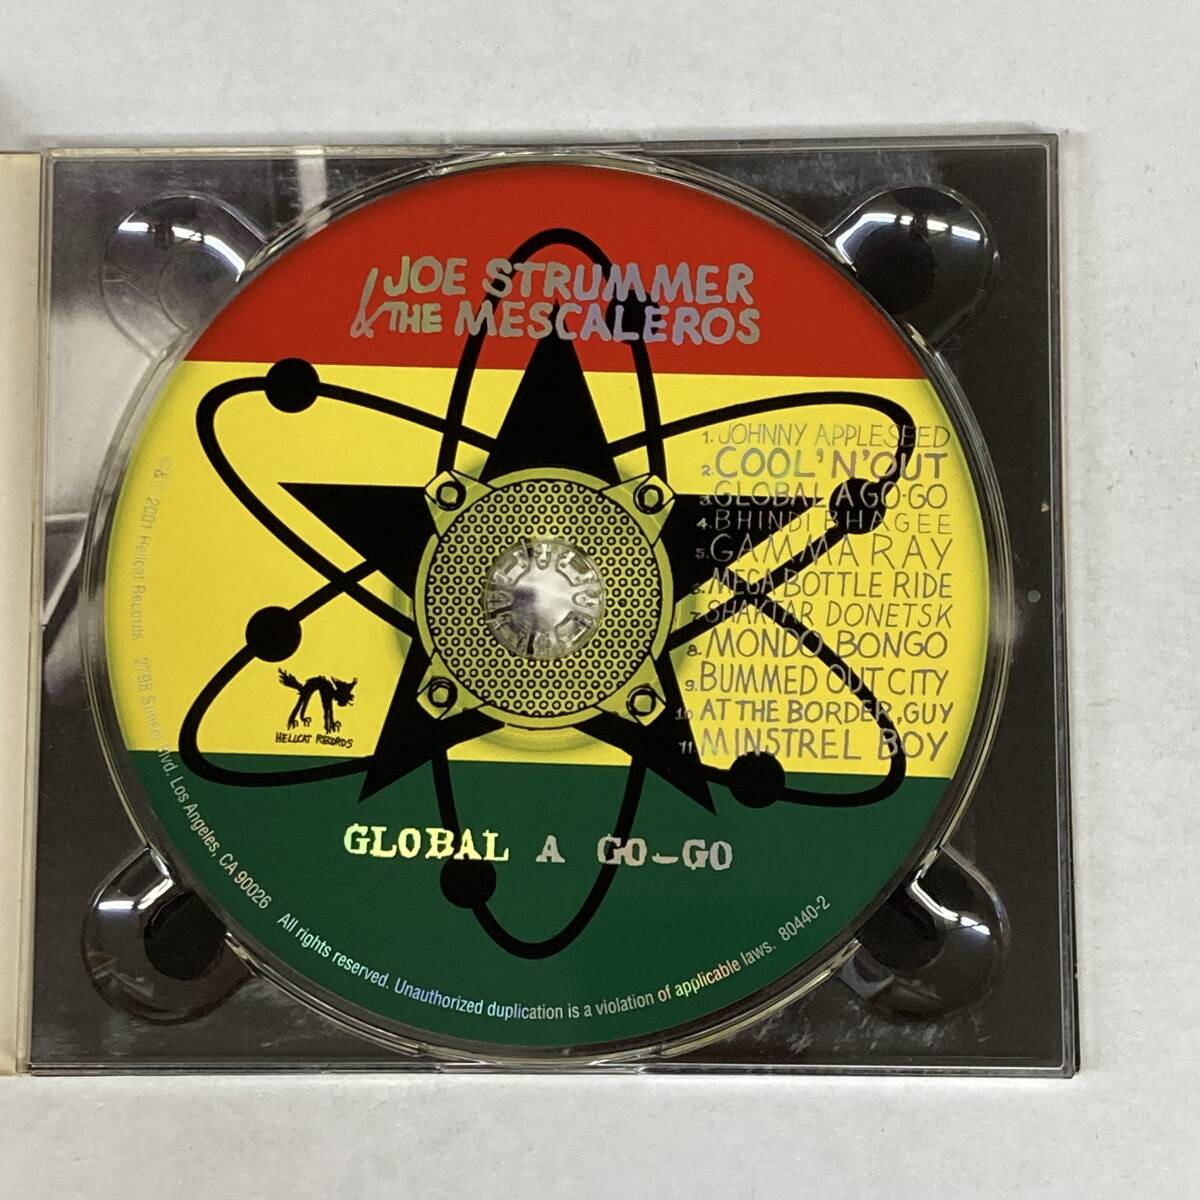 JOE STRUMMER
& THE MESCALEROS
1. JOHNNY APPLESEED
2. COOL'N'OUT
3. GLOBAL A GO-GO
4. BHINDI BHAGEE
5. GAMMA RAY
6. MEGA BOTTLE RIDE
7. SHAKTAR DONETSK
8. MONDO BONGO
9. BUMMED OUT CITY
10. AT THE BORDER, GUY
11. MINSTREL BOY
HELLCAT RECORDS
GLOBAL A GO-GO
2001 Hellcat Records 2798 Blvd. Los Angeles, CA 90026 All rights reserved. Unauthorized duplication is a violation of applicable laws. 80440-2